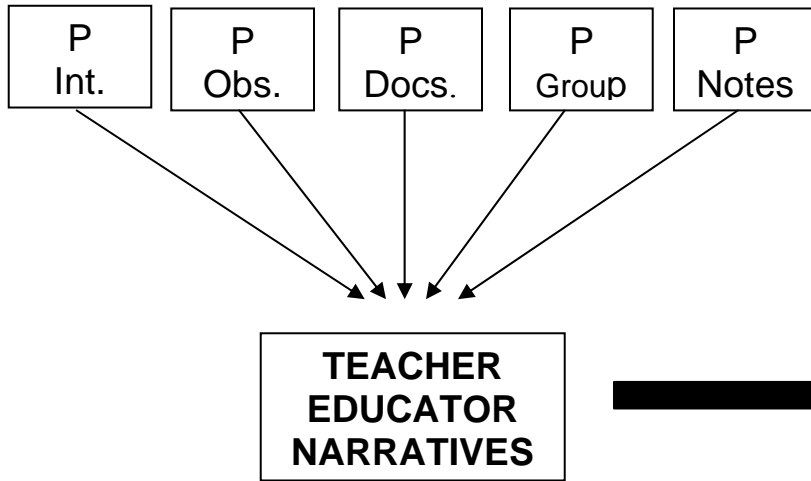 P
Int.
P
Obs.
P
Docs.
P
Group
P
Notes
TEACHER
EDUCATOR
NARRATIVES